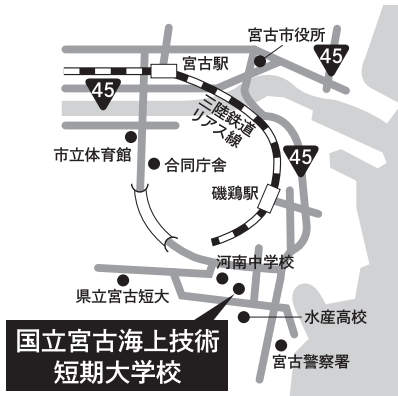 宮古市役所
45
宮古駅
45
三陸鉄道
リアス線
市立体育館
合同庁舎
45
磯鶏駅
河南中学校
県立宮古短大
水産高校
国立宮古海上技術
短期大学校
宮古警察署